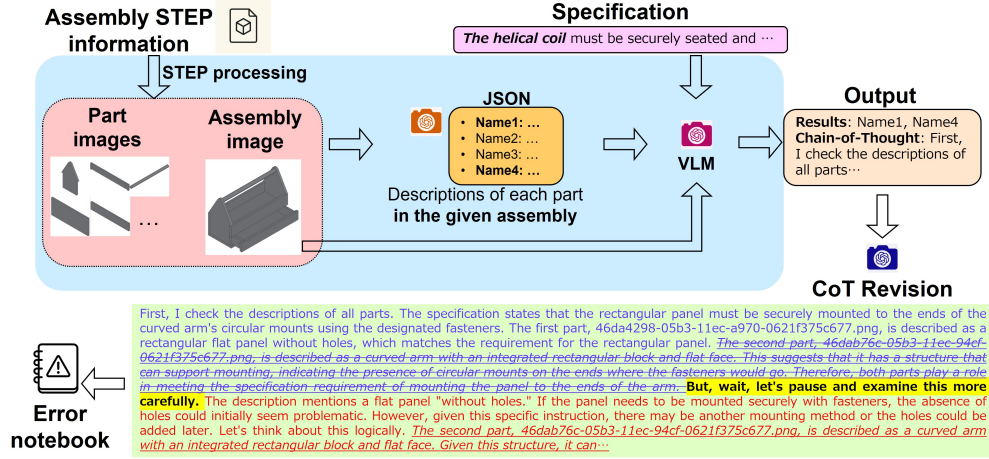 Assembly STEP
information
Specification
The helical coil must be securely seated and …
STEP processing
Part
images
Assembly
image
…
JSON
• Name1: …
• Name2: …
• Name3: …
• Name4: …
Descriptions of each part
in the given assembly
VLM
Output
Results: Name1, Name4
Chain-of-Thought: First,
I check the descriptions of
all parts…
CoT Revision
First, I check the descriptions of all parts. The specification states that the rectangular panel must be securely mounted to the ends of the
curved arm's circular mounts using the designated fasteners. The first part, 46da4298-05b3-11ec-a970-0621f375c677.png, is described as a
rectangular flat panel without holes, which matches the requirement for the rectangular panel. The second part, 46dab76c-05b3-11ec-94cf-
0621f375c677.png, is described as a curved arm with an integrated rectangular block and flat face. This suggests that it has a structure that
can support mounting, indicating the presence of circular mounts on the ends where the fasteners would go. Therefore, both parts play a role
in meeting the specification requirement of mounting the panel to the ends of the arm. But, wait, let's pause and examine this more
carefully. The description mentions a flat panel "without holes." If the panel needs to be mounted securely with fasteners, the absence of
holes could initially seem problematic. However, given this specific instruction, there may be another mounting method or the holes could be
added later. Let's think about this logically. The second part, 46dab76c-05b3-11ec-94cf-0621f375c677.png, is described as a curved arm
with an integrated rectangular block and flat face. Given this structure, it can…
Error
notebook